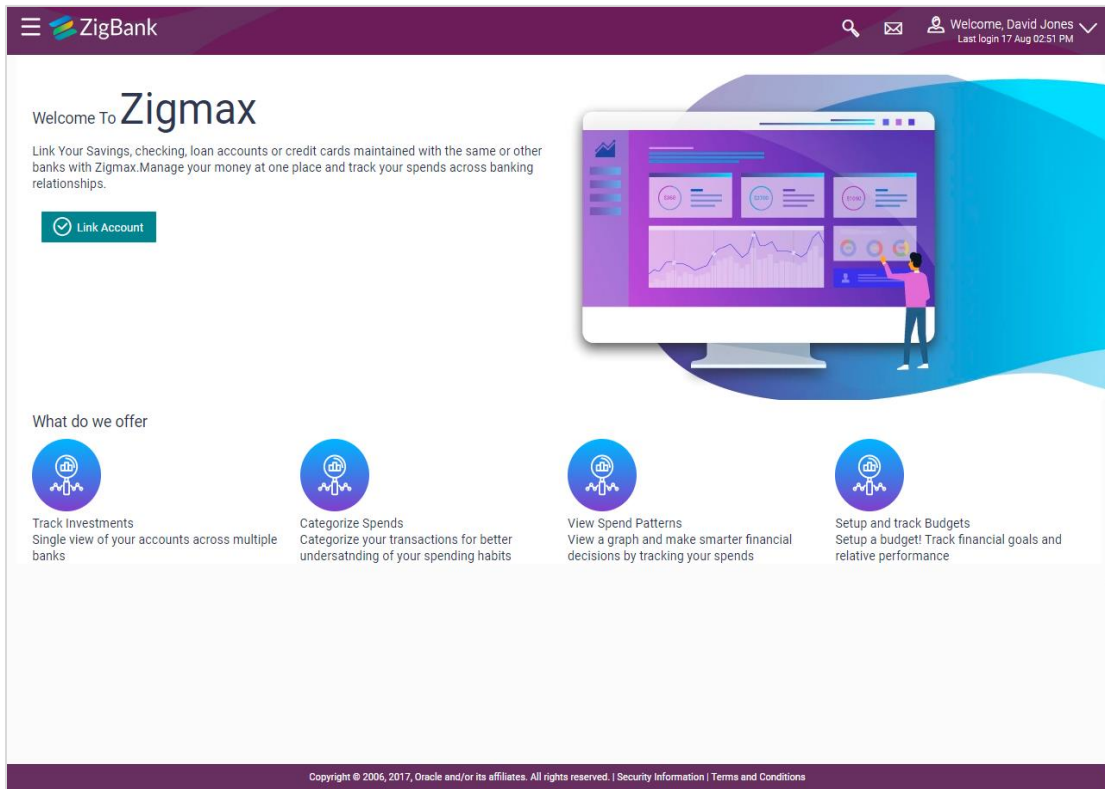 ZigBank
Welcome, David Jones
Last login 17 Aug 02:51 PM
Welcome To Zigmax
Link Your Savings, checking, loan accounts or credit cards maintained with the same or other
banks with Zigmax.Manage your money at one place and track your spends across banking
relationships.
Link Account
What do we offer
Track Investments
Single view of your accounts across multiple
banks
Categorize Spends
Categorize your transactions for better
undersatnding of your spending habits
View Spend Patterns
View a graph and make smarter financial
decisions by tracking your spends
Setup and track Budgets
Setup a budget! Track financial goals and
relative performance
Copyright © 2006, 2017, Oracle and/or its affiliates. All rights reserved. | Security Information | Terms and Conditions